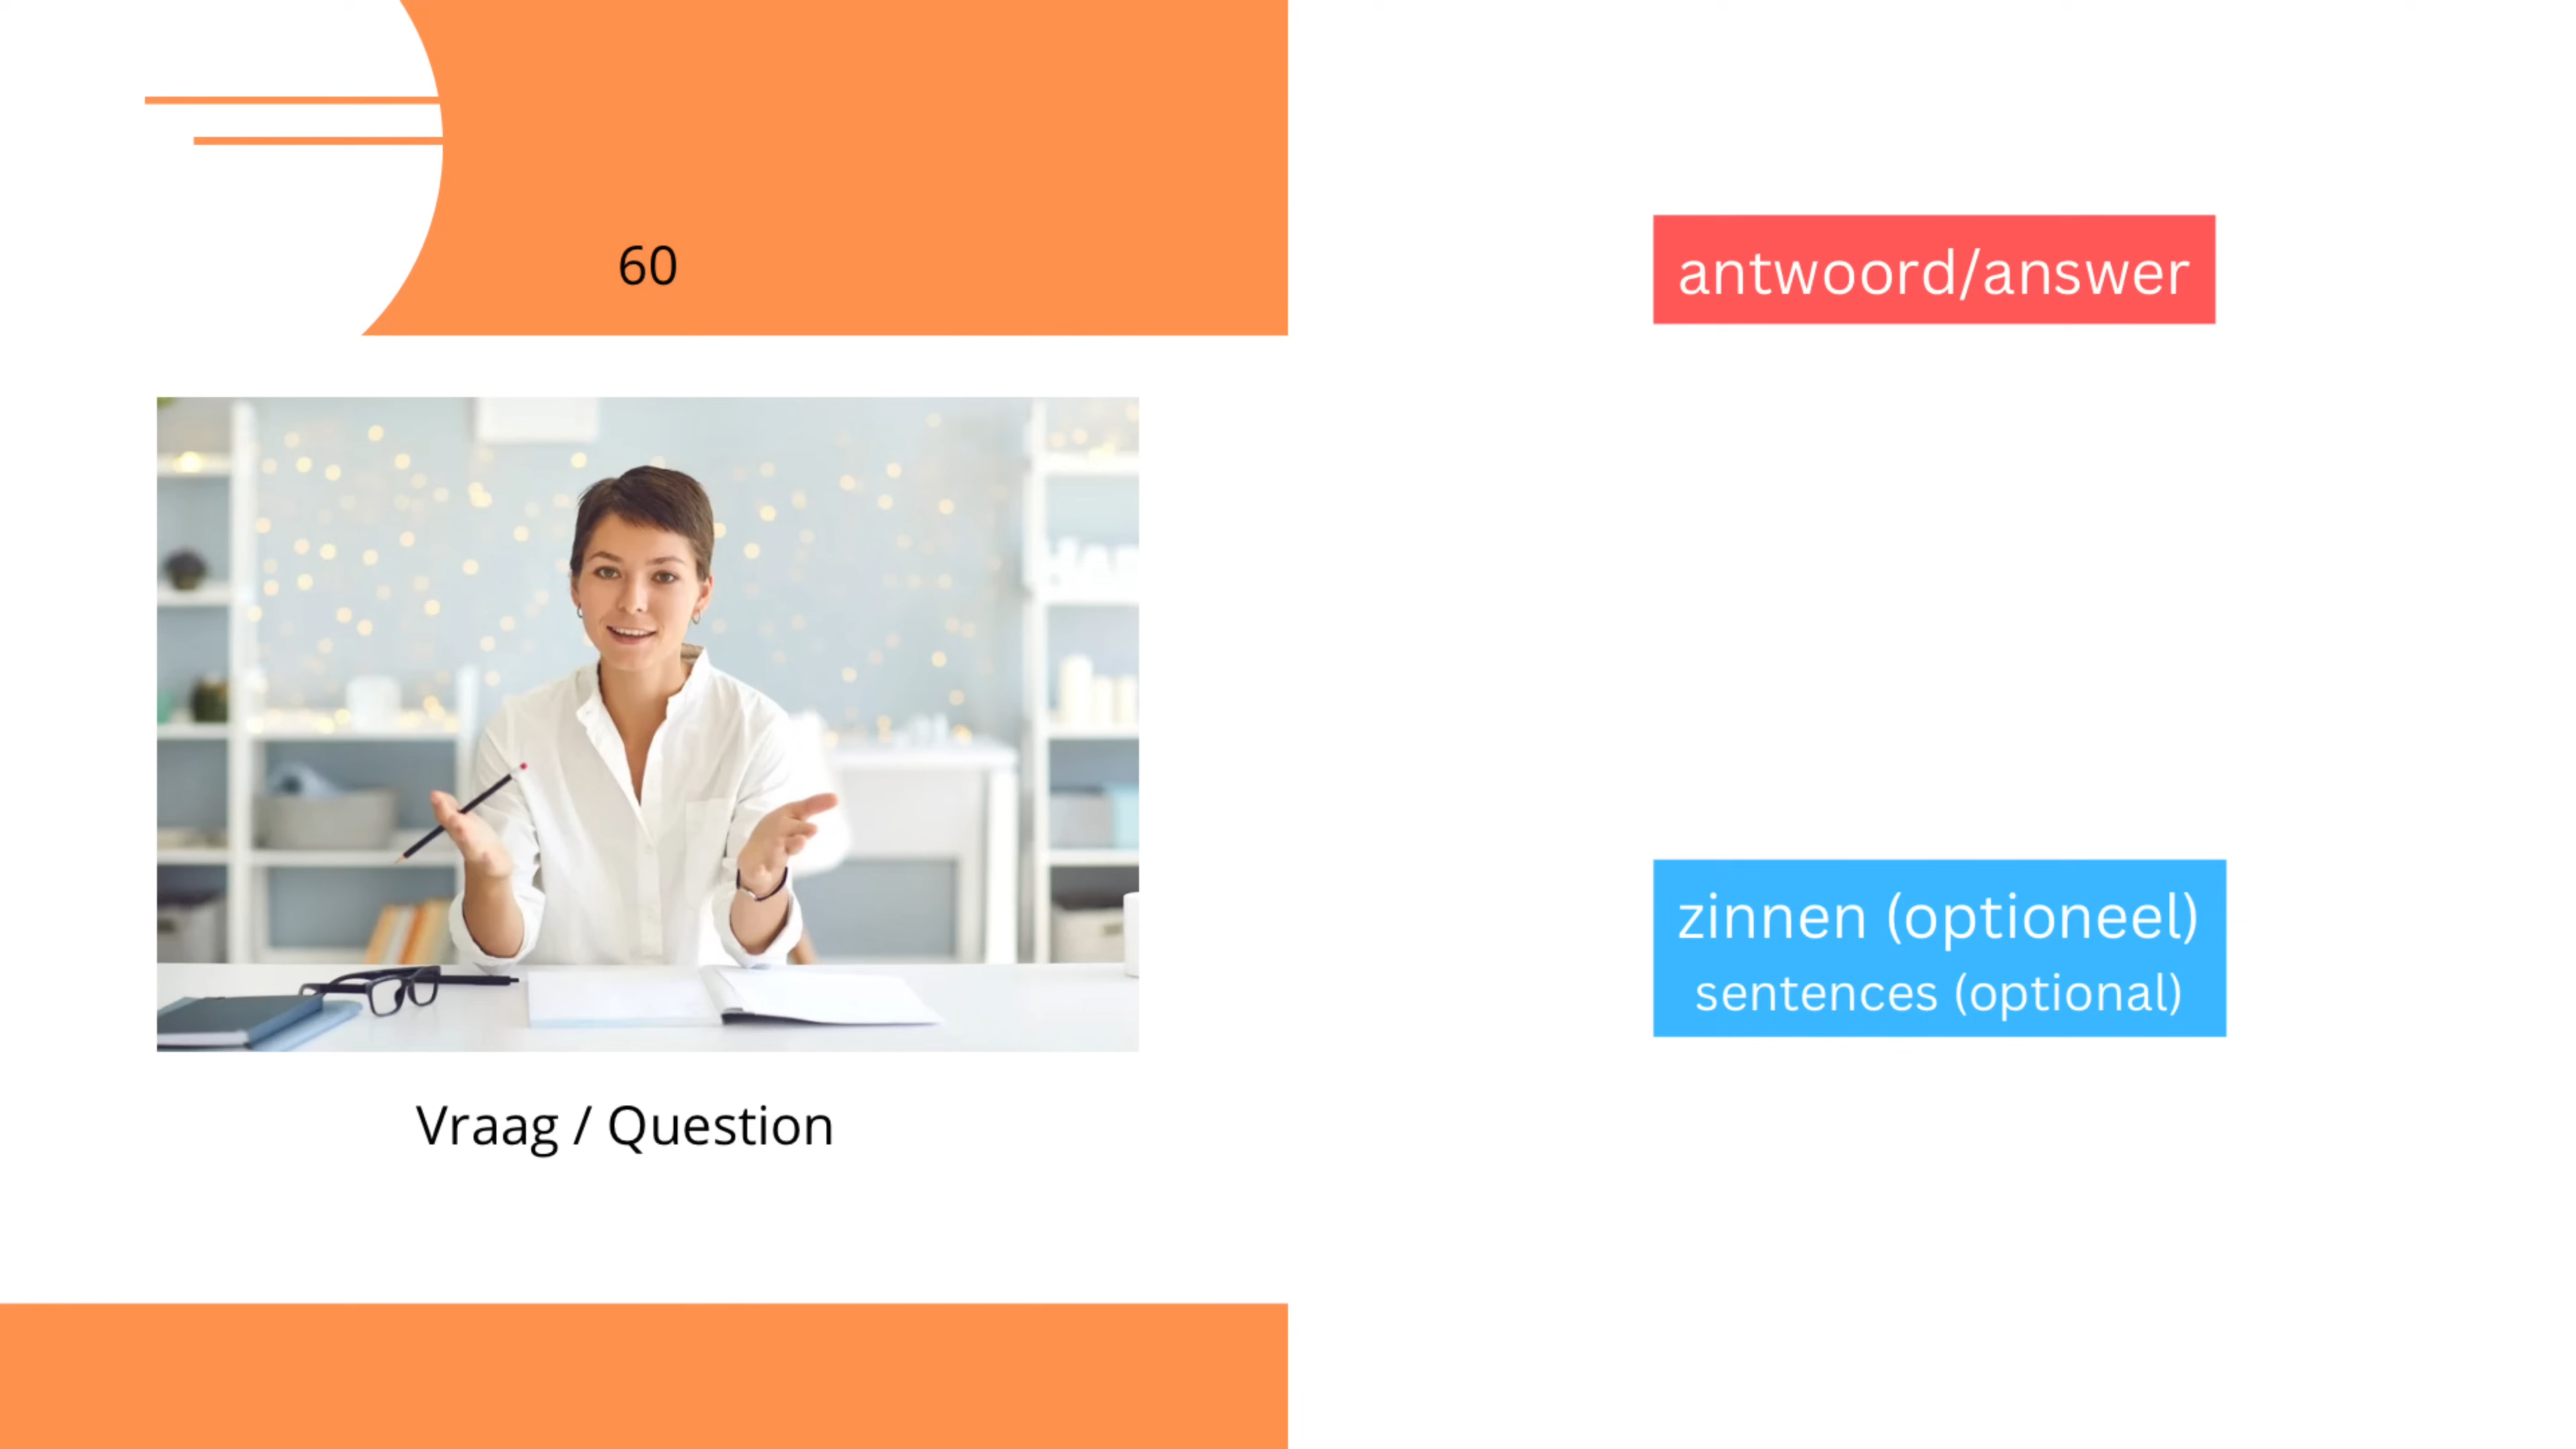 60
Vraag / Question
antwoord/answer
zinnen (optioneel)
sentences (optional)